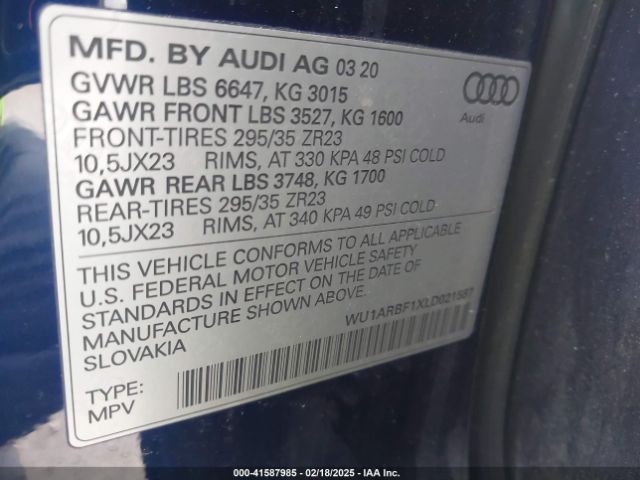 MFD. BY AUDI AG 03 20
GVWR LBS 6647, KG 3015
GAWR FRONT LBS 3527, KG 1600
FRONT-TIRES 295/35 ZR23
10,5JX23 RIMS, AT 330 KPA 48 PSI COLD
GAWR REAR LBS 3748, KG 1700
REAR-TIRES 295/35 ZR23
10,5JX23 RIMS, AT 340 KPA 49 PSI COLD
Audi
THIS VEHICLE CONFORMS TO ALL APPLICABLE
U.S. FEDERAL MOTOR VEHICLE SAFETY
STANDARDS IN EFFECT ON THE DATE OF
MANUFACTURE SHOWN ABOVE
SLOVAKIA
WU1ARBF1XLD021587
TYPE:
MPV
000-41587985 - 02/18/2025 - IAA Inc.